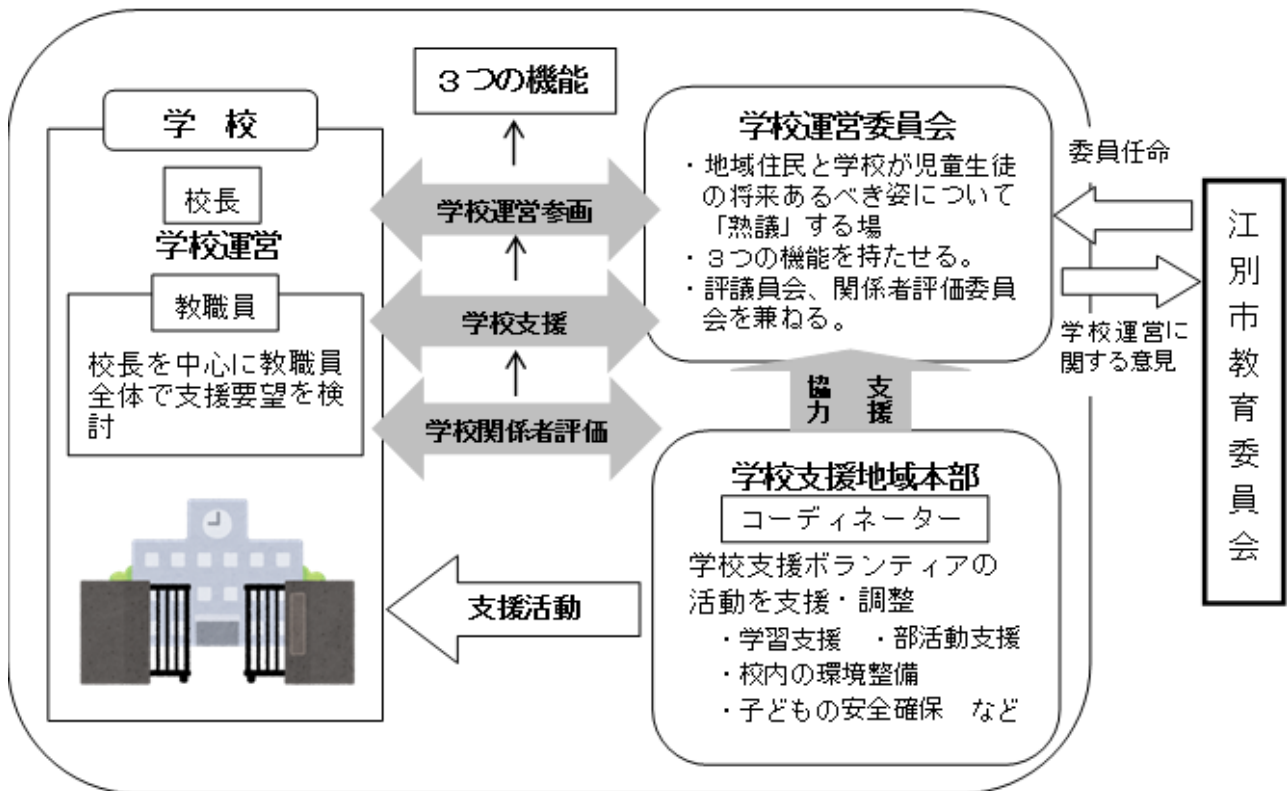 3つの機能
学 校
校長
学校運営
教職員
校長を中心に教職員
全体で支援要望を検
討
学校運営参画
学校支援
学校関係者評価
学校運営委員会
・地域住民と学校が児童生徒
の将来あるべき姿について
「熟議」する場
・3つの機能を持たせる。
・評議員会、関係者評価委員
会を兼ねる。
委員任命
学校運営に
関する意見
江別市教育委員会
協力
支援
学校支援地域本部
コーディネーター
学校支援ボランティアの
活動を支援・調整
・学習支援 ・部活動支援
・校内の環境整備
・子どもの安全確保 など
支援活動